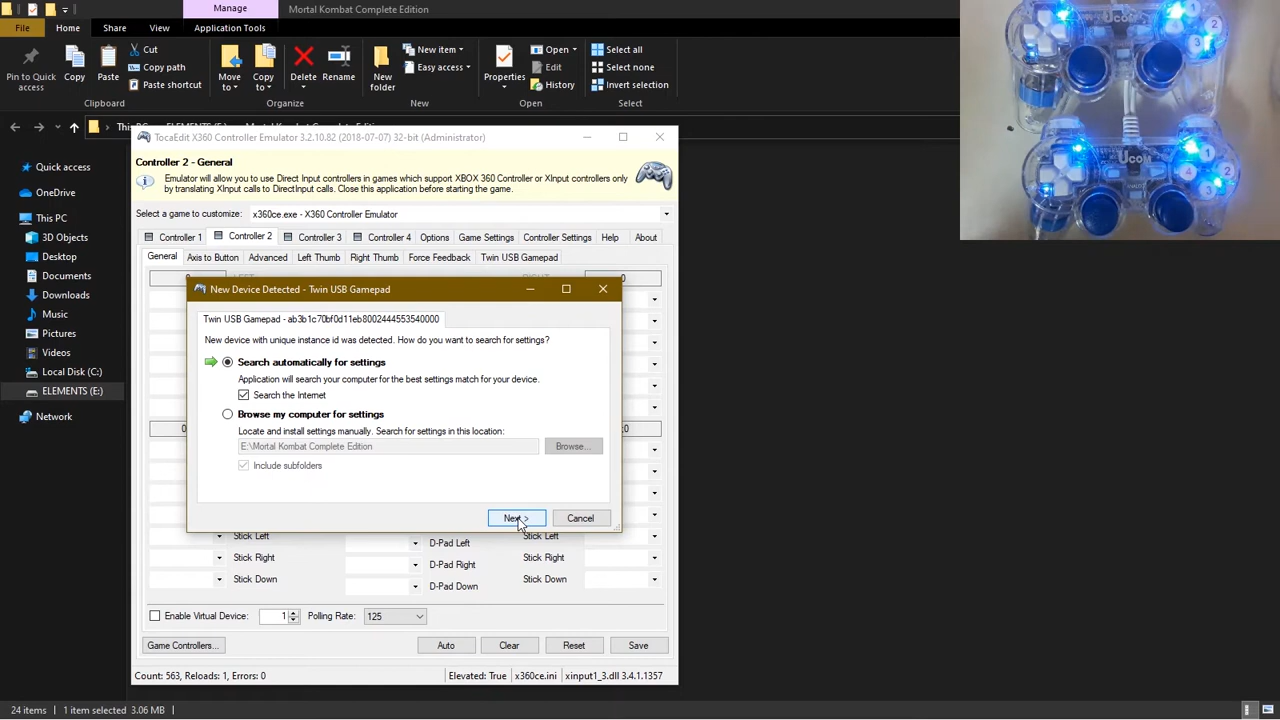 Manage
Mortal Kombat Complete Edition
File
Home
Share
View
Application Tools
Pin to Quick access
Copy
Paste
Cut
Copy path
Paste shortcut
Clipboard
Move to
Copy to
Delete
Rename
Organize
New folder
New item
Easy access
New
Properties
Open
Edit
History
Open
Select all
Select none
Invert selection
Select
Quick access
OneDrive
This PC
3D Objects
Desktop
Documents
Downloads
Music
Pictures
Videos
Local Disk (C:)
ELEMENTS (E:)
Network
TocaEdit X360 Controller Emulator 3.2.10.82 (2018-07-07) 32-bit (Administrator)
Controller 2 - General
Emulator will allow you to use Direct Input controllers in games which support XBOX 360 Controller or XInput controllers only
by translating XInput calls to DirectInput calls. Close this application before starting the game.
Select a game to customize: x360ce.exe - X360 Controller Emulator
Controller 1 Controller 2 Controller 3 Controller 4 Options Game Settings Controller Settings Help About
General Axis to Button Advanced Left Thumb Right Thumb Force Feedback Twin USB Gamepad
New Device Detected - Twin USB Gamepad
Twin USB Gamepad - ab3b1c70bf0d11eb8002444553540000
New device with unique instance id was detected. How do you want to search for settings?
Search automatically for settings
Application will search your computer for the best settings match for your device.
Search the Internet
Browse my computer for settings
Locate and install settings manually. Search for settings in this location:
E:\Mortal Kombat Complete Edition Browse...
Include subfolders
Next > Cancel
Stick Left D-Pad Left Stick Left
Stick Right D-Pad Right Stick Right
Stick Down D-Pad Down Stick Down
Enable Virtual Device: 1 Polling Rate: 125
Game Controllers... Auto Clear Reset Save
Count: 563, Reloads: 1, Errors: 0 Elevated: True x360ce.ini xinput1_3.dll 3.4.1.1357
24 items 1 item selected 3.06 MB
Ucom
1
2
3
4
Ucom
1
2
3
4